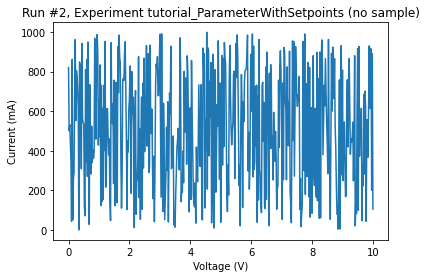 Run #2, Experiment tutorial_ParameterWithSetpoints (no sample)
1000
800
600
400
200
0
Current (mA)
0 2 4 6 8 10
Voltage (V)